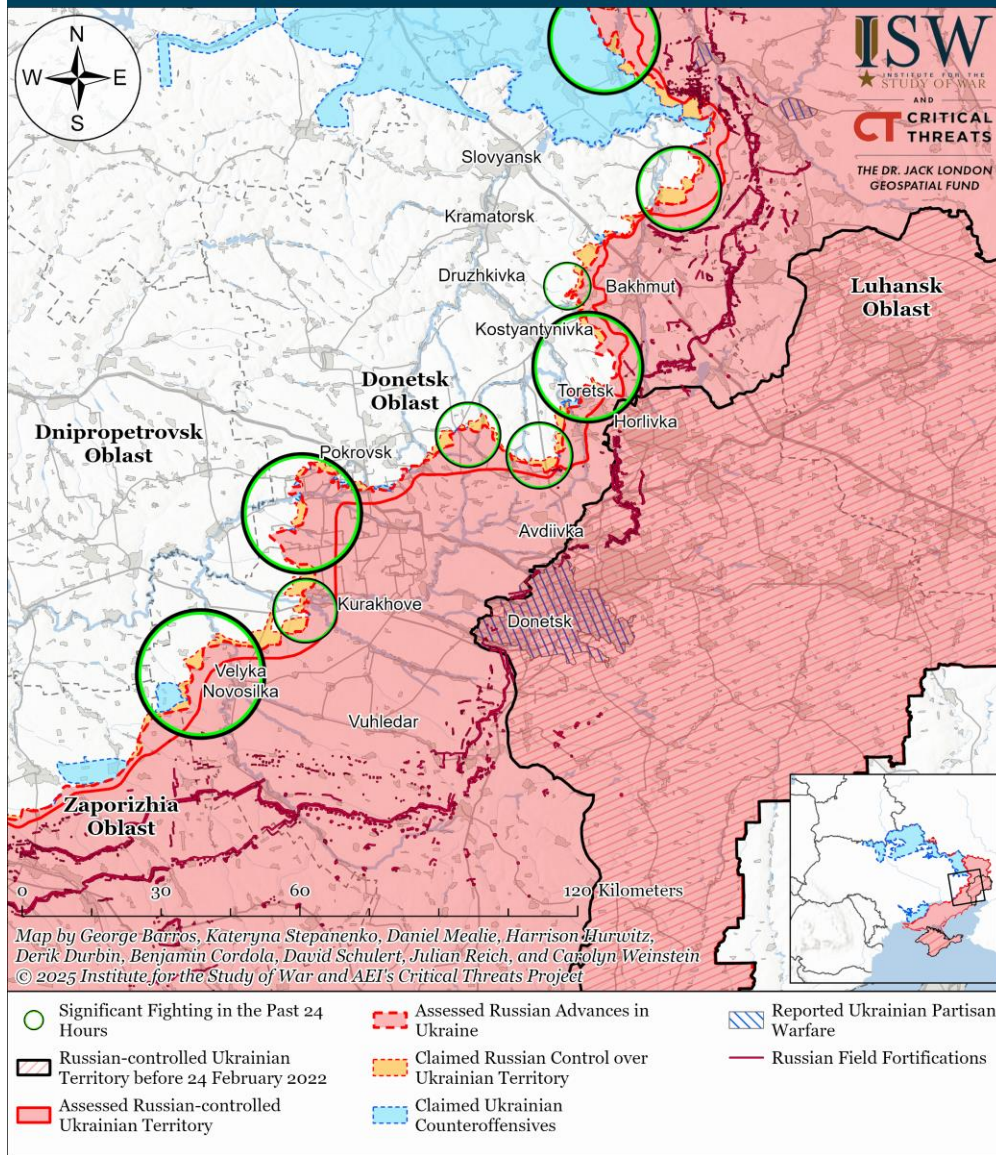 N
W E
S
ISW
INSTITUTE FOR THE
STUDY OF WAR
AND
CT CRITICAL
THREATS
THE DR. JACK LONDON
GEOSPATIAL FUND
Slovyansk
Kramatorsk
Druzhkivka
Bakhmut
Luhansk
Oblast
Kostyantynivka
Donetsk
Oblast
Toretsk
Horlivka
Dnipropetrovsk
Oblast
Pokrovsk
Avdiivka
Kurakhove
Donetsk
Velyka
Novosilka
Vuhledar
Zaporizhia
Oblast
0 30 60 120 Kilometers
Map by George Barros, Kateryna Stepanenko, Daniel Mealie, Harrison Hurwitz,
Derik Durbin, Benjamin Cordola, David Schulert, Julian Reich, and Carolyn Weinstein
© 2025 Institute for the Study of War and AEI's Critical Threats Project
Significant Fighting in the Past 24
Hours
Russian-controlled Ukrainian
Territory before 24 February 2022
Assessed Russian-controlled
Ukrainian Territory
Assessed Russian Advances in
Ukraine
Claimed Russian Control over
Ukrainian Territory
Claimed Ukrainian
Counteroffensives
Reported Ukrainian Partisan
Warfare
Russian Field Fortifications